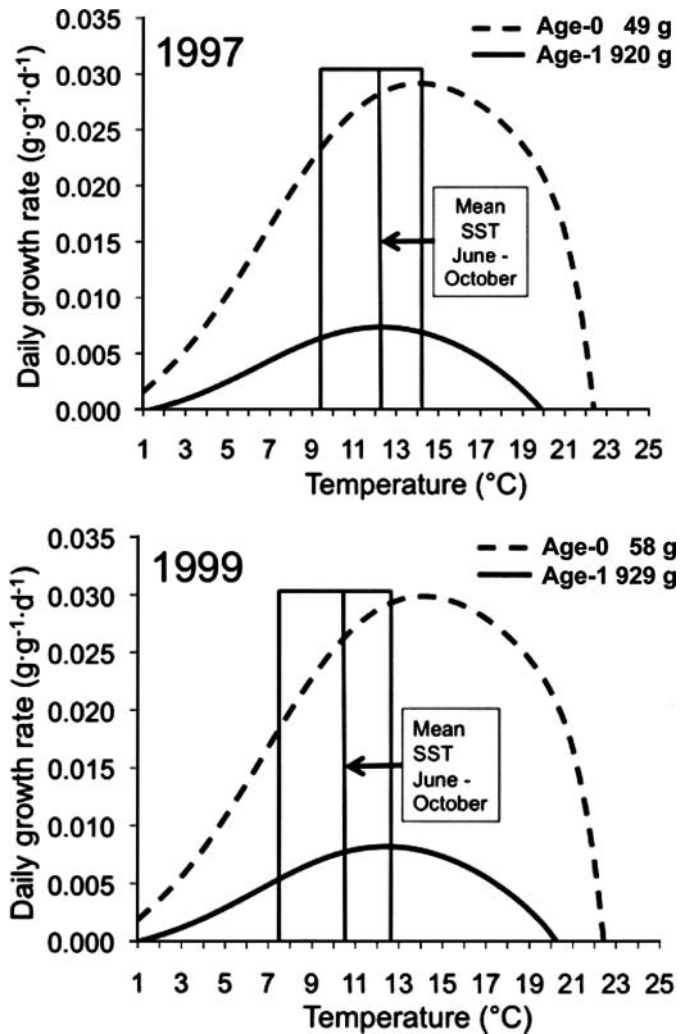 1997
Age-0 49 g
Age-1 920 g
Daily growth rate (g·g⁻¹·d⁻¹)
0.035
0.030
0.025
0.020
0.015
0.010
0.005
0.000
Mean
SST
June -
October
1 3 5 7 9 11 13 15 17 19 21 23 25
Temperature (°C)
1999
Age-0 58 g
Age-1 929 g
Daily growth rate (g·g⁻¹·d⁻¹)
0.035
0.030
0.025
0.020
0.015
0.010
0.005
0.000
Mean
SST
June -
October
1 3 5 7 9 11 13 15 17 19 21 23 25
Temperature (°C)